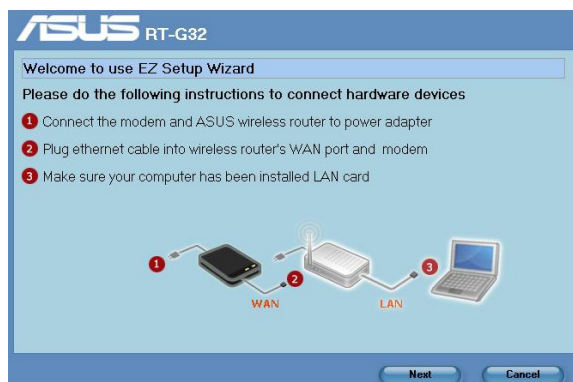 ASUS RT-G32
Welcome to use EZ Setup Wizard
Please do the following instructions to connect hardware devices
1 Connect the modem and ASUS wireless router to power adapter
2 Plug ethernet cable into wireless router's WAN port and modem
3 Make sure your computer has been installed LAN card
1
2
3
WAN
LAN
Next
Cancel